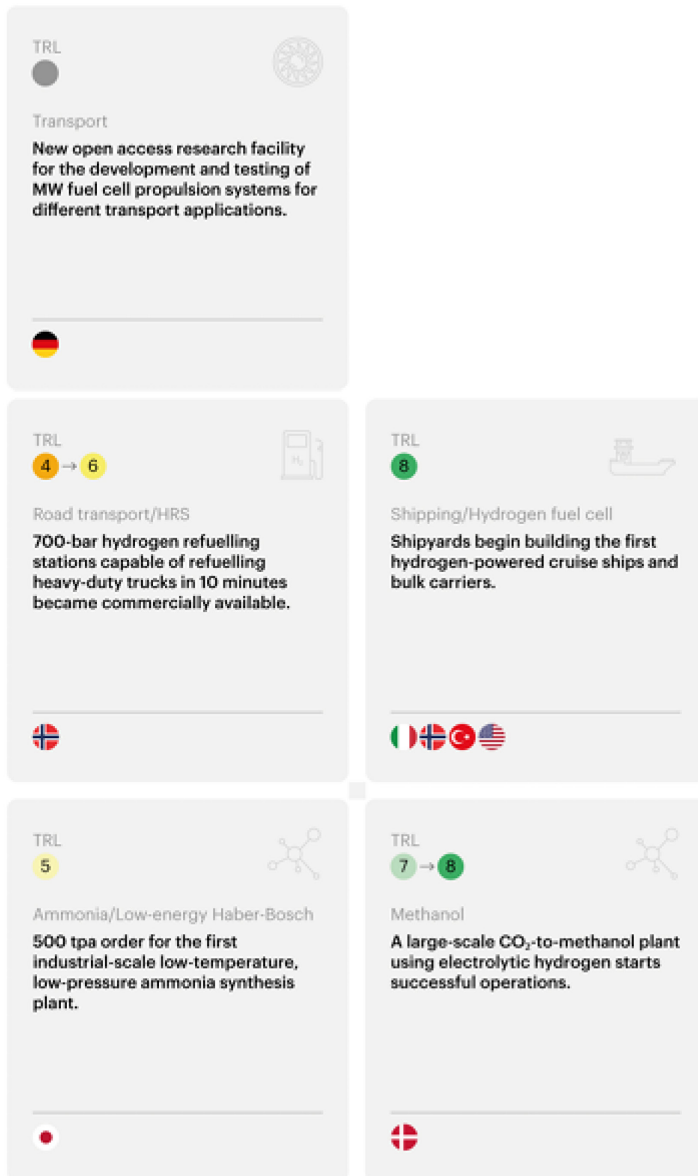 TRL
Transport
New open access research facility
for the development and testing of
MW fuel cell propulsion systems for
different transport applications.
TRL
4 → 6
H₂
Road transport/HRS
700-bar hydrogen refuelling
stations capable of refuelling
heavy-duty trucks in 10 minutes
became commercially available.
TRL
8
Shipping/Hydrogen fuel cell
Shipyards begin building the first
hydrogen-powered cruise ships and
bulk carriers.
TRL
5
Ammonia/Low-energy Haber-Bosch
500 tpa order for the first
industrial-scale low-temperature,
low-pressure ammonia synthesis
plant.
TRL
7 → 8
Methanol
A large-scale CO₂-to-methanol plant
using electrolytic hydrogen starts
successful operations.